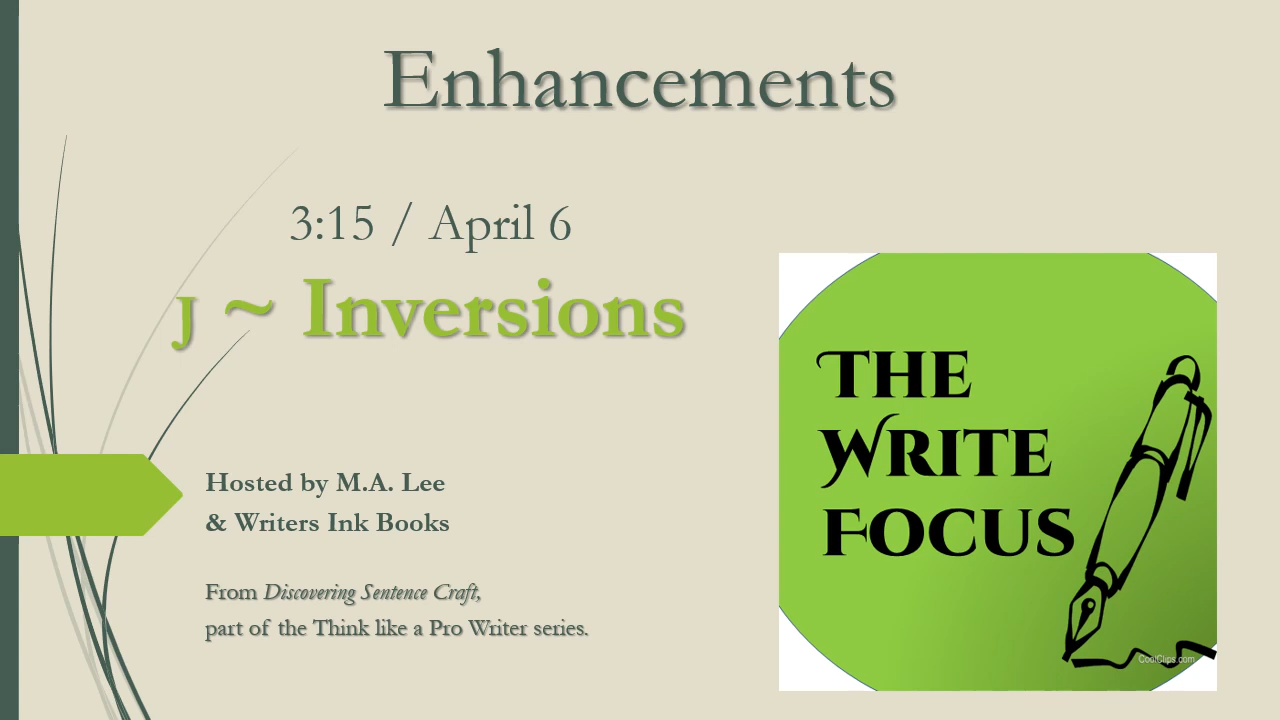 Enhancements
3:15 / April 6
J ~ Inversions
Hosted by M.A. Lee
& Writers Ink Books
From Discovering Sentence Craft,
part of the Think like a Pro Writer series.
THE
WRITE
FOCUS
CoolClips.com